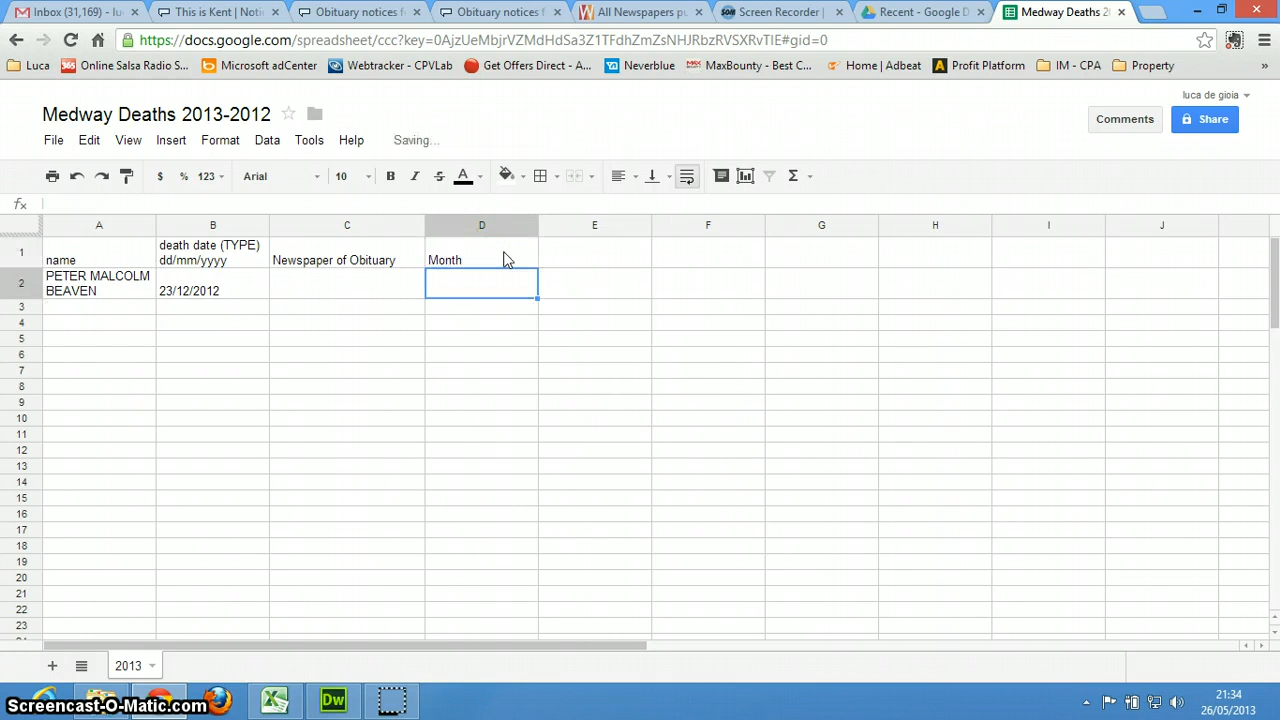 Inbox (31,169) - lu
This is Kent | Notic
Obituary notices f
Obituary notices f
All Newspapers pu
Screen Recorder |
Recent - Google D
Medway Deaths 2
https://docs.google.com/spreadsheet/ccc?key=0AjzUeMbjrVZMdHdSa3Z1TFdhZmZsNHJRbzRVSXRvTlE#gid=0
Luca
Online Salsa Radio S...
Microsoft adCenter
Webtracker - CPVLab
Get Offers Direct - A...
Neverblue
MaxBounty - Best C...
Home | Adbeat
Profit Platform
IM - CPA
Property
»
luca de gioia
Medway Deaths 2013-2012
Comments
Share
File Edit View Insert Format Data Tools Help Saving...
$ % 123 Arial 10 B I S A Σ
fx
A B C D E F G H I J
1 name death date (TYPE) dd/mm/yyyy Newspaper of Obituary Month
2 PETER MALCOLM BEAVEN 23/12/2012
3
4
5
6
7
8
9
10
11
12
13
14
15
16
17
18
19
20
21
22
23
+ 2013
Dw
Screencast-O-Matic.com
21:34
26/05/2013